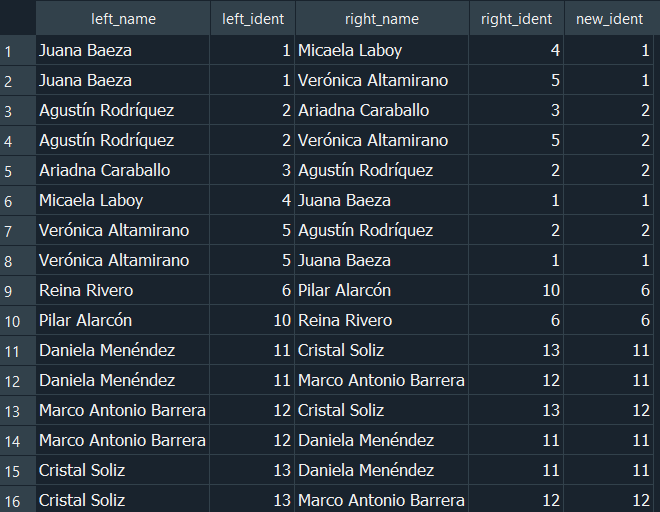 left_name left_ident right_name right_ident new_ident
1 Juana Baeza 1 Micaela Laboy 4 1
2 Juana Baeza 1 Verónica Altamirano 5 1
3 Agustín Rodríquez 2 Ariadna Caraballo 3 2
4 Agustín Rodríquez 2 Verónica Altamirano 5 2
5 Ariadna Caraballo 3 Agustín Rodríquez 2 2
6 Micaela Laboy 4 Juana Baeza 1 1
7 Verónica Altamirano 5 Agustín Rodríquez 2 2
8 Verónica Altamirano 5 Juana Baeza 1 1
9 Reina Rivero 6 Pilar Alarcón 10 6
10 Pilar Alarcón 10 Reina Rivero 6 6
11 Daniela Menéndez 11 Cristal Soliz 13 11
12 Daniela Menéndez 11 Marco Antonio Barrera 12 11
13 Marco Antonio Barrera 12 Cristal Soliz 13 12
14 Marco Antonio Barrera 12 Daniela Menéndez 11 11
15 Cristal Soliz 13 Daniela Menéndez 11 11
16 Cristal Soliz 13 Marco Antonio Barrera 12 12